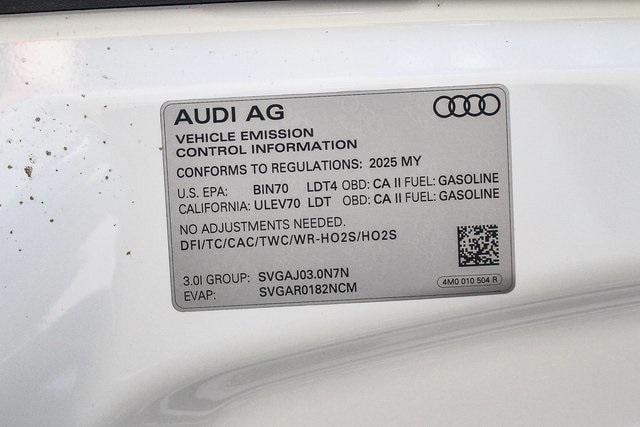 AUDI AG
VEHICLE EMISSION
CONTROL INFORMATION
CONFORMS TO REGULATIONS: 2025 MY
U.S. EPA: BIN70 LDT4 OBD: CA II FUEL: GASOLINE
CALIFORNIA: ULEV70 LDT OBD: CA II FUEL: GASOLINE
NO ADJUSTMENTS NEEDED.
DFI/TC/CAC/TWC/WR-HO2S/HO2S
3.0l GROUP: SVGAJ03.0N7N
EVAP: SVGAR0182NCM
4M0 010 504 R